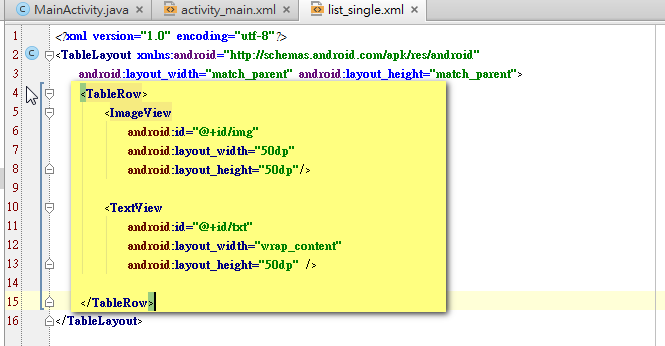 MainActivity.java × activity_main.xml × list_single.xml ×
1 <?xml version="1.0" encoding="utf-8"?>
2 <TableLayout xmlns:android="http://schemas.android.com/apk/res/android"
3 android:layout_width="match_parent" android:layout_height="match_parent">
4 <TableRow>
5 <ImageView
6 android:id="@+id/img"
7 android:layout_width="50dp"
8 android:layout_height="50dp"/>
9
10 <TextView
11 android:id="@+id/txt"
12 android:layout_width="wrap_content"
13 android:layout_height="50dp" />
14
15 </TableRow>
16 </TableLayout>